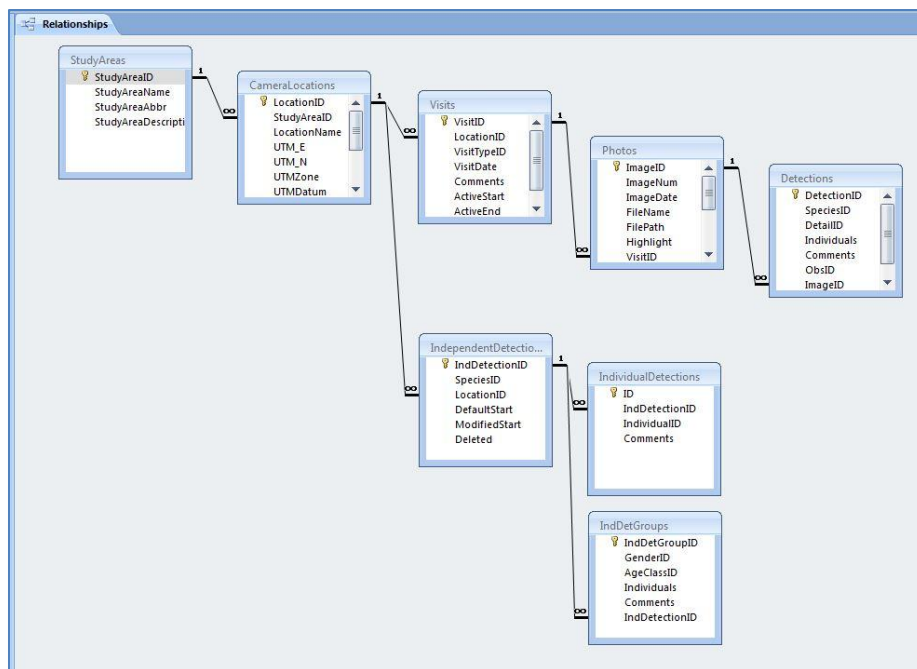 Relationships
StudyAreas
StudyAreaID
StudyAreaName
StudyAreaAbbr
StudyAreaDescripti
1
∞
CameraLocations
LocationID
StudyAreaID
LocationName
UTM_E
UTM_N
UTMZone
UTMDatum
1
∞
∞
Visits
VisitID
LocationID
VisitTypeID
VisitDate
Comments
ActiveStart
ActiveEnd
1
∞
Photos
ImageID
ImageNum
ImageDate
FileName
FilePath
Highlight
VisitID
1
∞
Detections
DetectionID
SpeciesID
DetailID
Individuals
Comments
ObsID
ImageID
IndependentDetectio...
IndDetectionID
SpeciesID
LocationID
DefaultStart
ModifiedStart
Deleted
1
∞
∞
IndividualDetections
ID
IndDetectionID
IndividualID
Comments
IndDetGroups
IndDetGroupID
GenderID
AgeClassID
Individuals
Comments
IndDetectionID